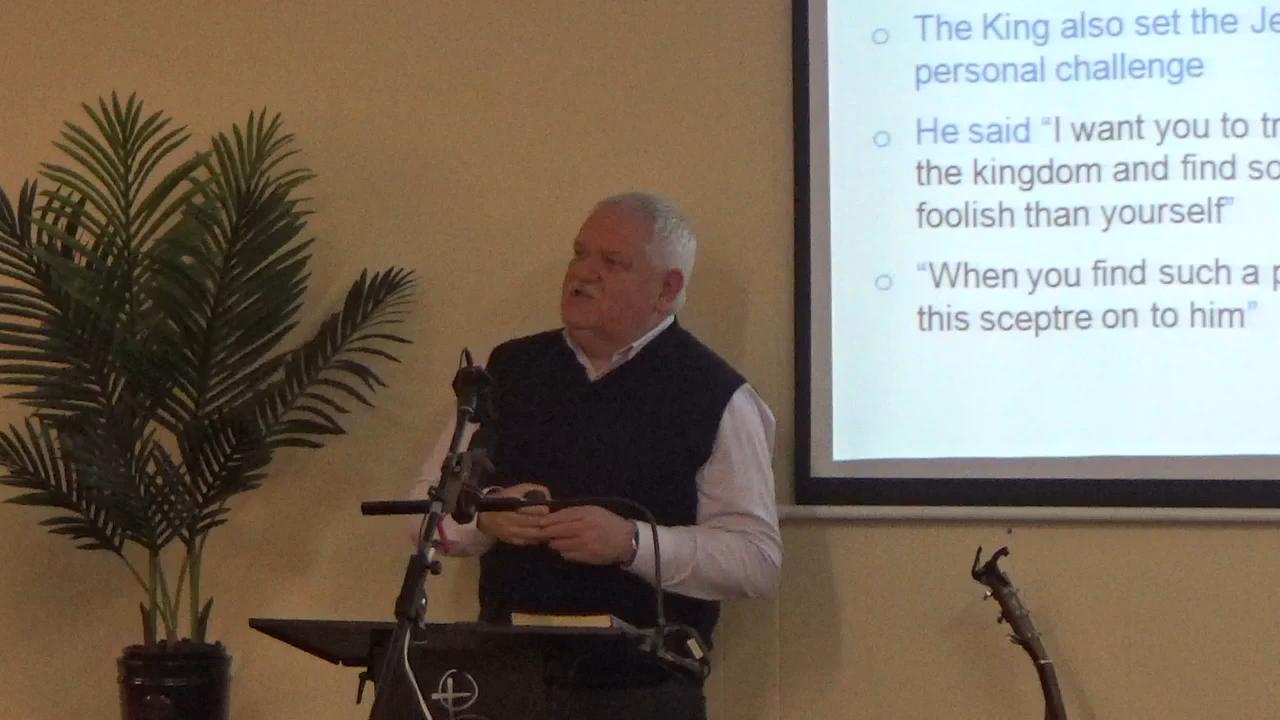 The King also set the Je
personal challenge
He said “I want you to tr
the kingdom and find so
foolish than yourself”
“When you find such a p
this sceptre on to him”